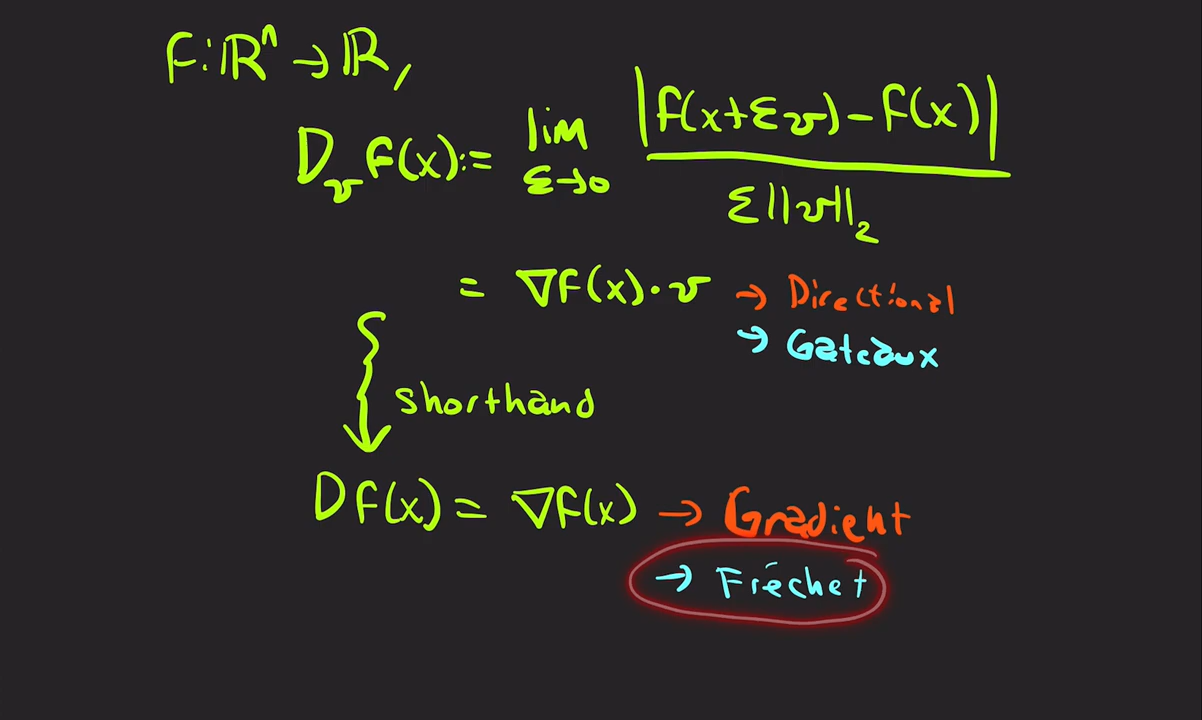 F:ℝⁿ → ℝ,
D_v F(x) := lim_{ε→0} |f(x+εv) - F(x)| / ε||v||₂
= ∇F(x)·v → Directional
→ Gateaux
shorthand
DF(x) = ∇F(x) → Gradient
→ Fréchet